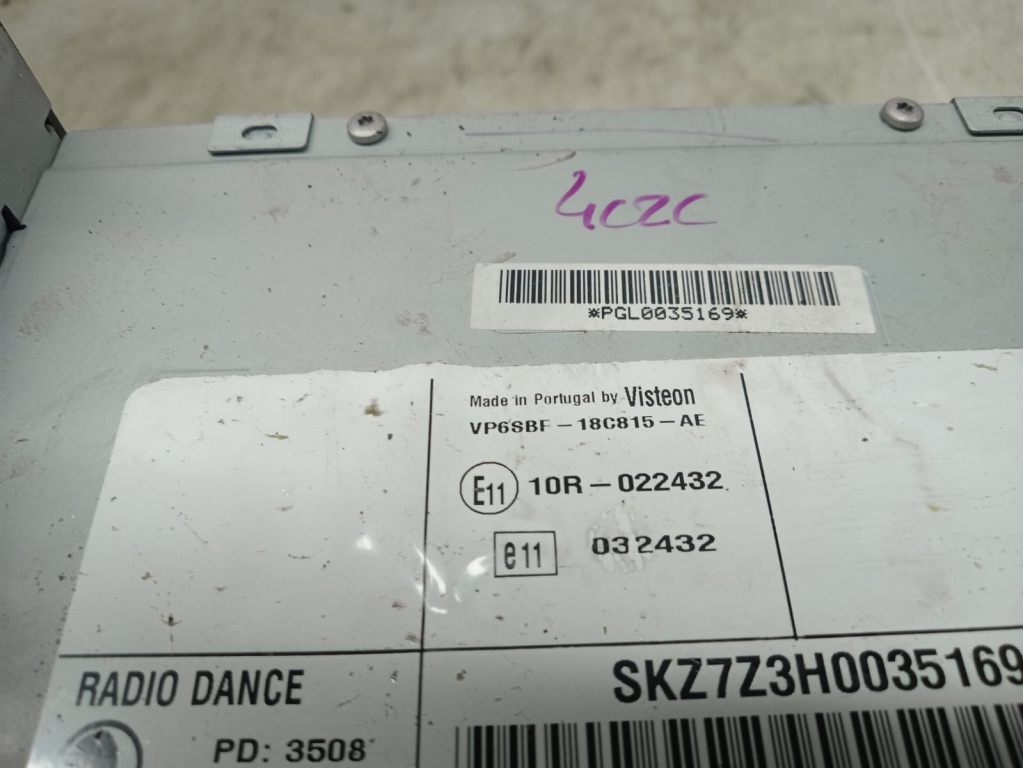 4CZC
*PGL0035169*
Made in Portugal by Visteon
VP6SBF-18C815-AE
E11 10R-022432
e11 032432
SKZ7Z3H0035169
RADIO DANCE
PD: 3508